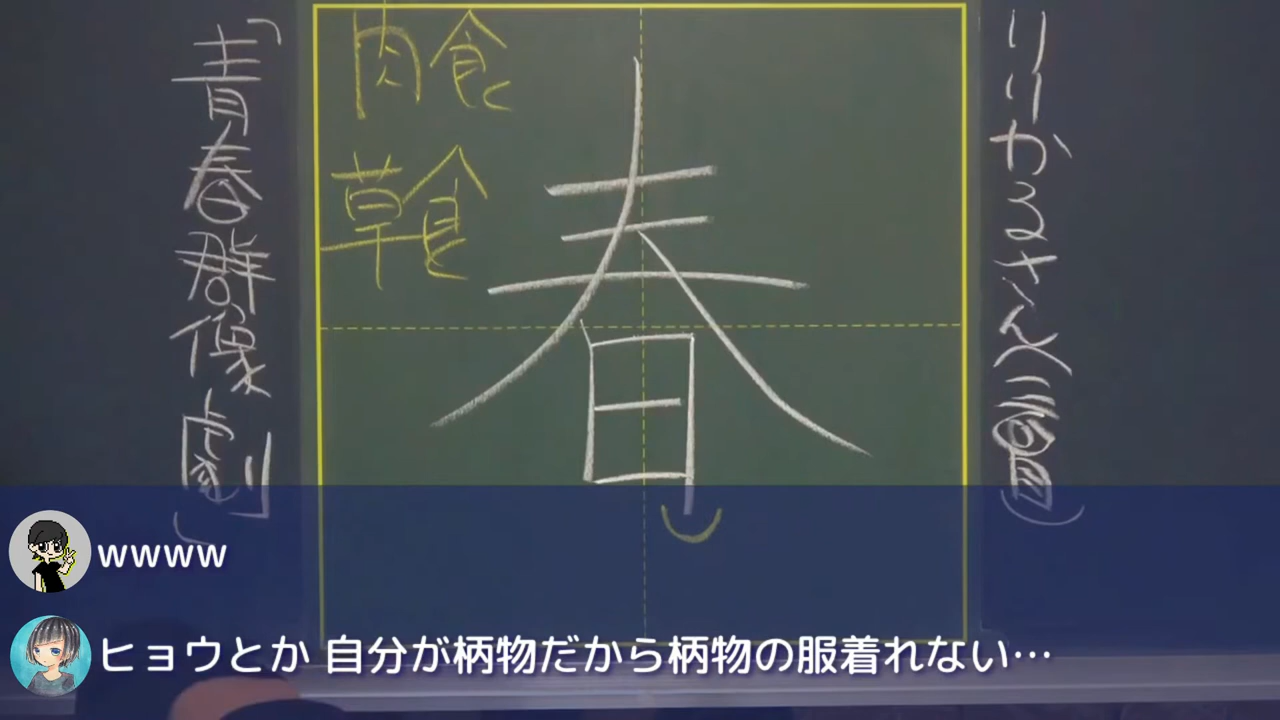 りりかるさん(
「青春群像劇」
肉食
草食
春
wwww
ヒョウとか 自分が柄物だから柄物の服着れない…